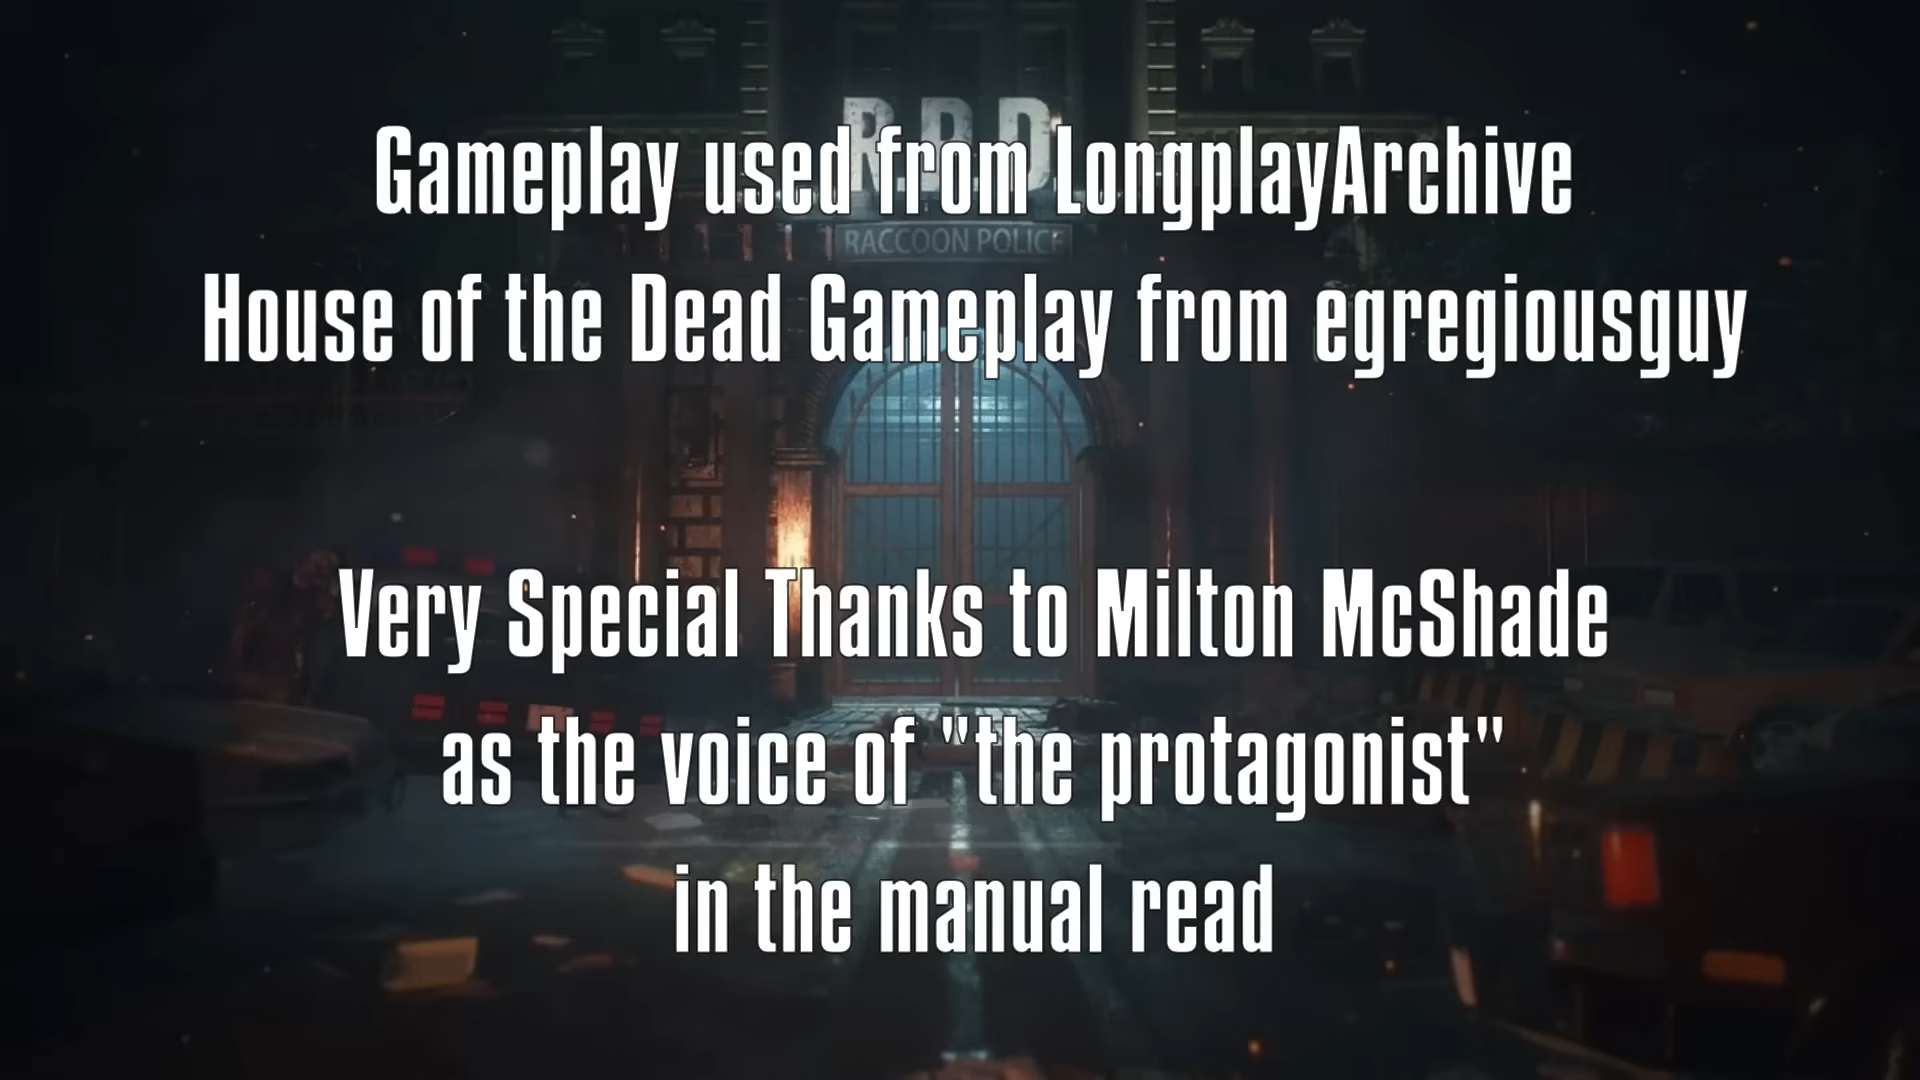 R.P.D.
Gameplay used from LongplayArchive
RACCOON POLICE
House of the Dead Gameplay from egregiousguy
Very Special Thanks to Milton McShade
as the voice of "the protagonist"
in the manual read